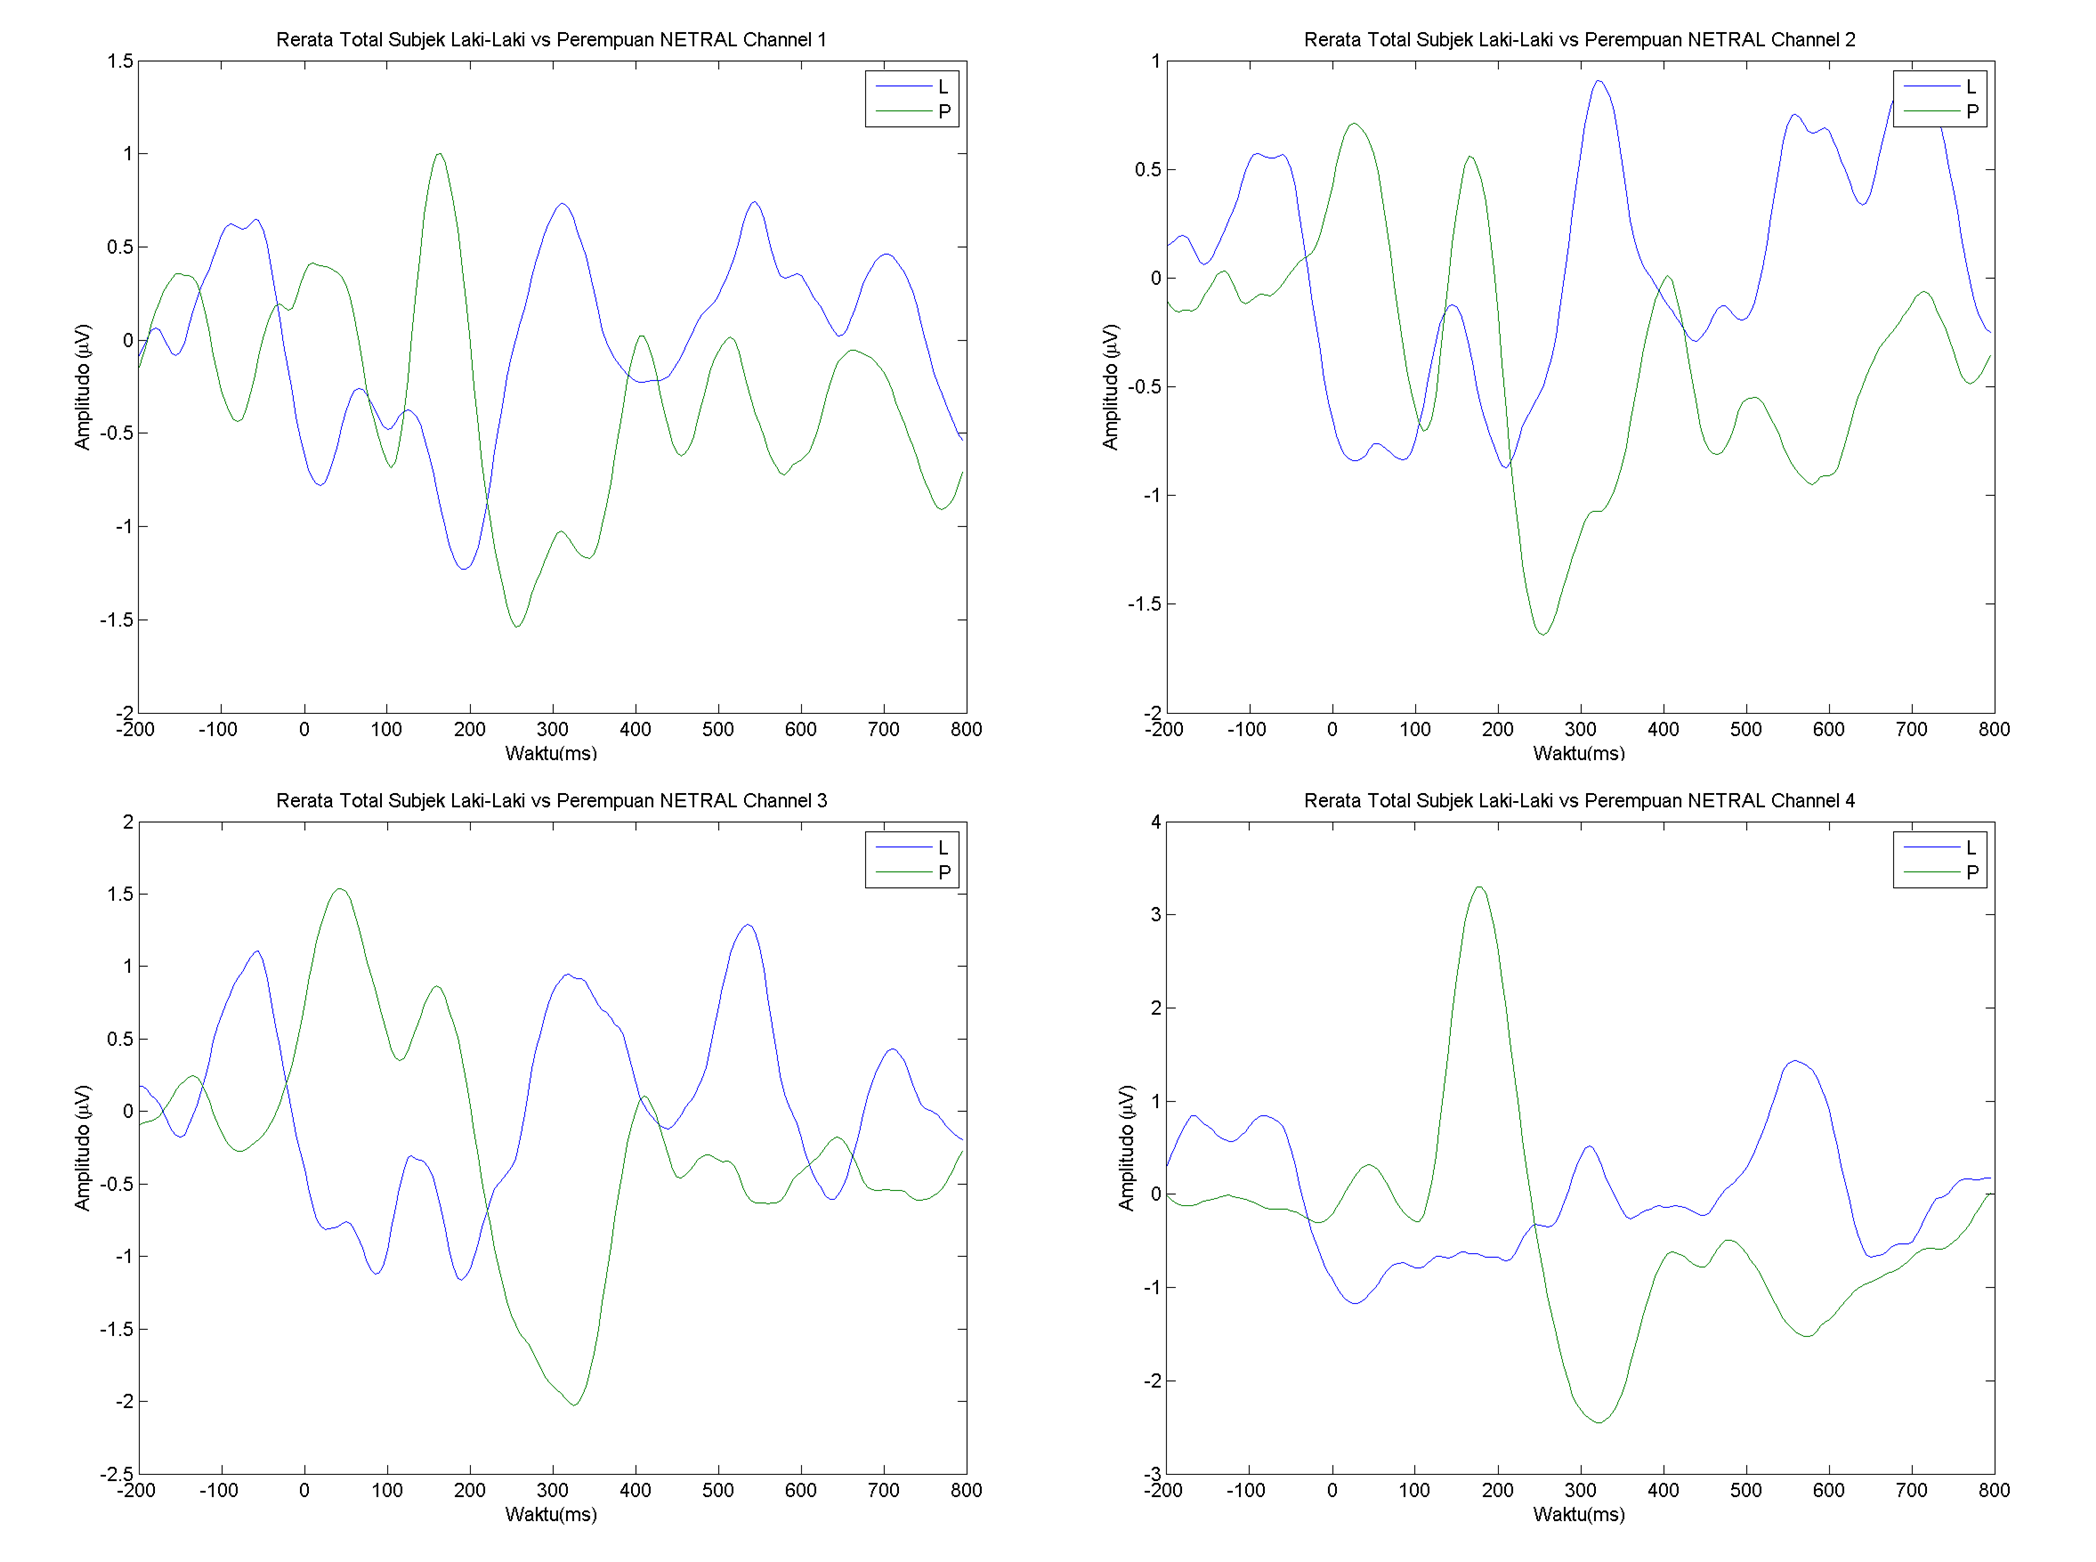 Rerata Total Subjek Laki-Laki vs Perempuan NETRAL Channel 1
1.5
1
0.5
0
-0.5
-1
-1.5
-2
Amplitudo (µV)
L
P
-200 -100 0 100 200 300 400 500 600 700 800
Waktu(ms)
Rerata Total Subjek Laki-Laki vs Perempuan NETRAL Channel 2
1
0.5
0
-0.5
-1
-1.5
-2
Amplitudo (µV)
L
P
-200 -100 0 100 200 300 400 500 600 700 800
Waktu(ms)
Rerata Total Subjek Laki-Laki vs Perempuan NETRAL Channel 3
2
1.5
1
0.5
0
-0.5
-1
-1.5
-2
-2.5
Amplitudo (µV)
L
P
-200 -100 0 100 200 300 400 500 600 700 800
Waktu(ms)
Rerata Total Subjek Laki-Laki vs Perempuan NETRAL Channel 4
4
3
2
1
0
-1
-2
-3
Amplitudo (µV)
L
P
-200 -100 0 100 200 300 400 500 600 700 800
Waktu(ms)